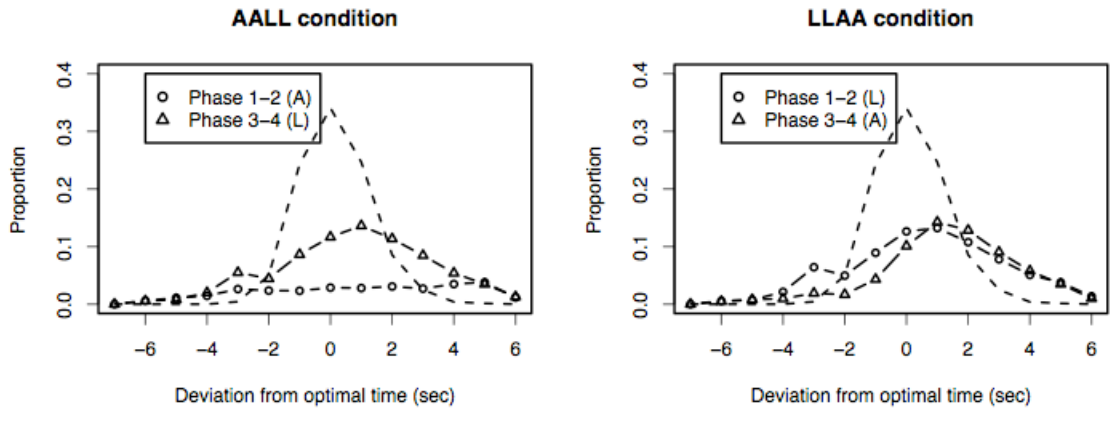 AALL condition
Proportion
0.0 0.1 0.2 0.3 0.4
Phase 1−2 (A)
Phase 3−4 (L)
−6 −4 −2 0 2 4 6
Deviation from optimal time (sec)
LLAA condition
Proportion
0.0 0.1 0.2 0.3 0.4
Phase 1−2 (L)
Phase 3−4 (A)
−6 −4 −2 0 2 4 6
Deviation from optimal time (sec)